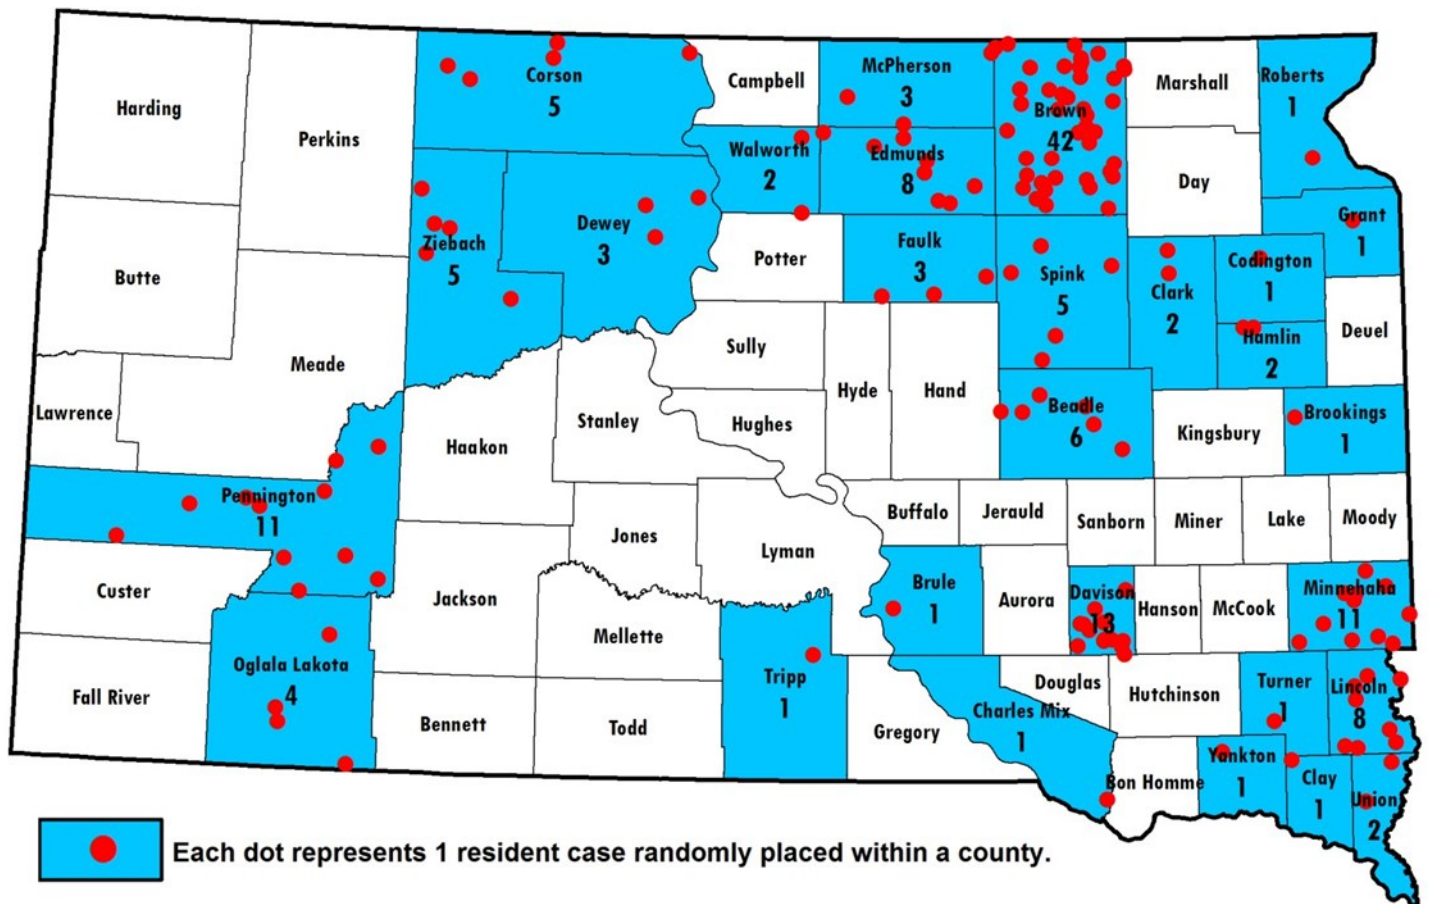 Harding
Perkins
Corson
5
Campbell
McPherson
3
Brown
42
Marshall
Roberts
1
Walworth
2
Edmunds
8
Day
Grant
1
Butte
Ziebach
5
Dewey
3
Potter
Faulk
3
Spink
5
Clark
2
Codington
1
Hamlin
2
Deuel
Meade
Sully
Hyde
Hand
Lawrence
Haakon
Stanley
Hughes
Beadle
6
Kingsbury
Brookings
1
Pennington
11
Jones
Lyman
Buffalo
Jerauld
Sanborn
Miner
Lake
Moody
Custer
Jackson
Mellette
Brule
1
Aurora
Davison
13
Hanson
McCook
Minnehaha
11
Fall River
Oglala Lakota
4
Bennett
Todd
Tripp
1
Gregory
Charles Mix
1
Douglas
Hutchinson
Turner
1
Lincoln
8
Bon Homme
Yankton
1
Clay
1
Union
2
Each dot represents 1 resident case randomly placed within a county.